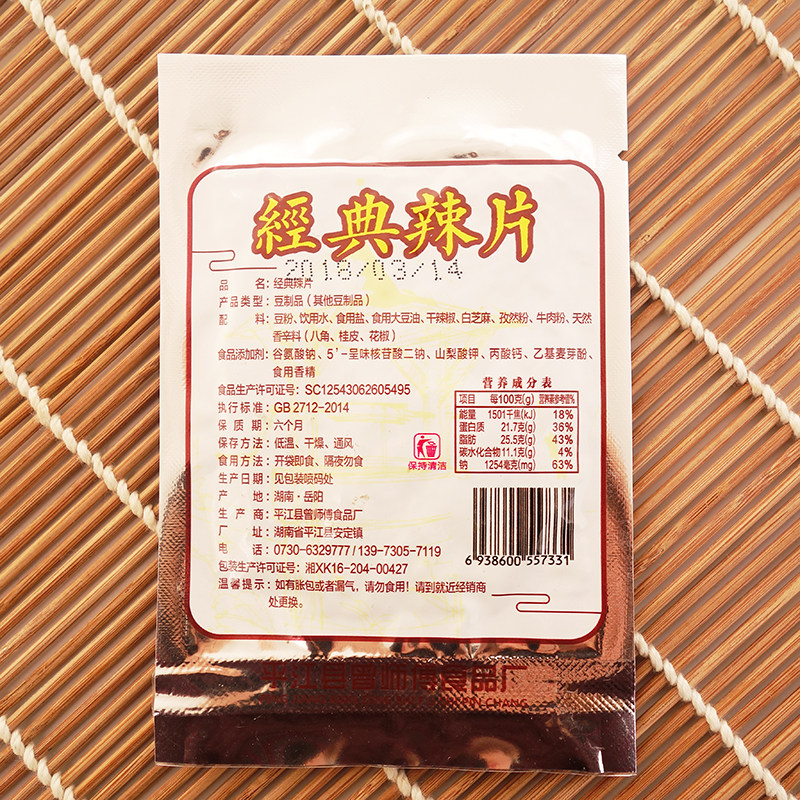 經典辣片
2018/03/14
品 名：经典辣片
产品类型：豆制品（其他豆制品）
配 料：豆粉、饮用水、食用盐、食用大豆油、干辣椒、白芝麻、孜然粉、牛肉粉、天然
香辛料（八角、桂皮、花椒）
食品添加剂：谷氨酸钠、5'-呈味核苷酸二钠、山梨酸钾、丙酸钙、乙基麦芽酚、
食用香精
食品生产许可证号：SC12543062605495
执行标准：GB 2712-2014
保 质 期：六个月
保存方法：低温、干燥、通风
食用方法：开袋即食、隔夜勿食
生产日期：见包装喷码处
产 地：湖南·岳阳
生 产 商：平江县曾师傅食品厂
厂 址：湖南省平江县安定镇
电 话：0730-6329777/139-7305-7119
包装生产许可证号：湘XK16-204-00427
温馨提示：如有胀包或者漏气，请勿食用！请到就近经销商
处更换。
保持清洁
营养成分表
项目 每100克(g) 营养素参考值%
能量 1501千焦(kJ) 18%
蛋白质 21.7克(g) 36%
脂肪 25.5克(g) 43%
碳水化合物 11.1克(g) 4%
钠 1254毫克(mg) 63%
6 938600 557331
平江县曾师傅食品厂